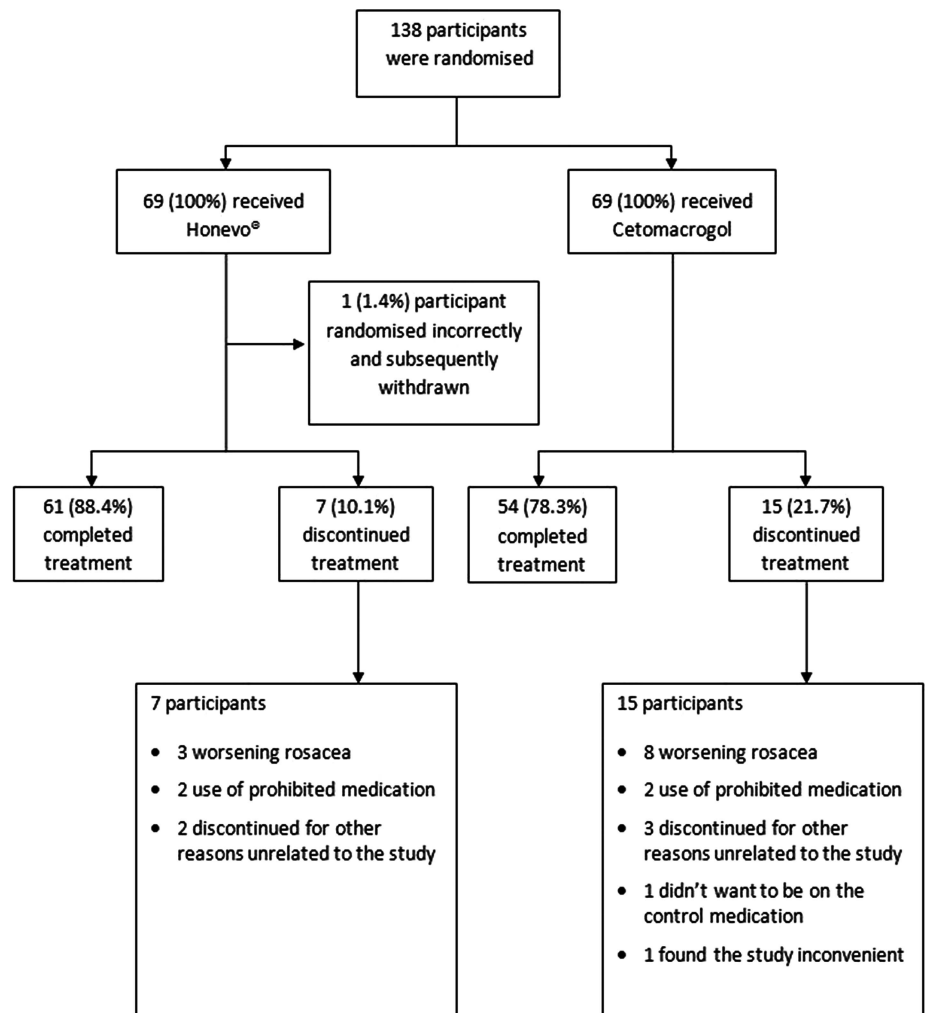 138 participants
were randomised
69 (100%) received
Honevo®
69 (100%) received
Cetomacrogol
1 (1.4%) participant
randomised incorrectly
and subsequently
withdrawn
61 (88.4%)
completed
treatment
7 (10.1%)
discontinued
treatment
54 (78.3%)
completed
treatment
15 (21.7%)
discontinued
treatment
7 participants
• 3 worsening rosacea
• 2 use of prohibited medication
• 2 discontinued for other
reasons unrelated to the study
15 participants
• 8 worsening rosacea
• 2 use of prohibited medication
• 3 discontinued for other
reasons unrelated to the study
• 1 didn’t want to be on the
control medication
• 1 found the study inconvenient